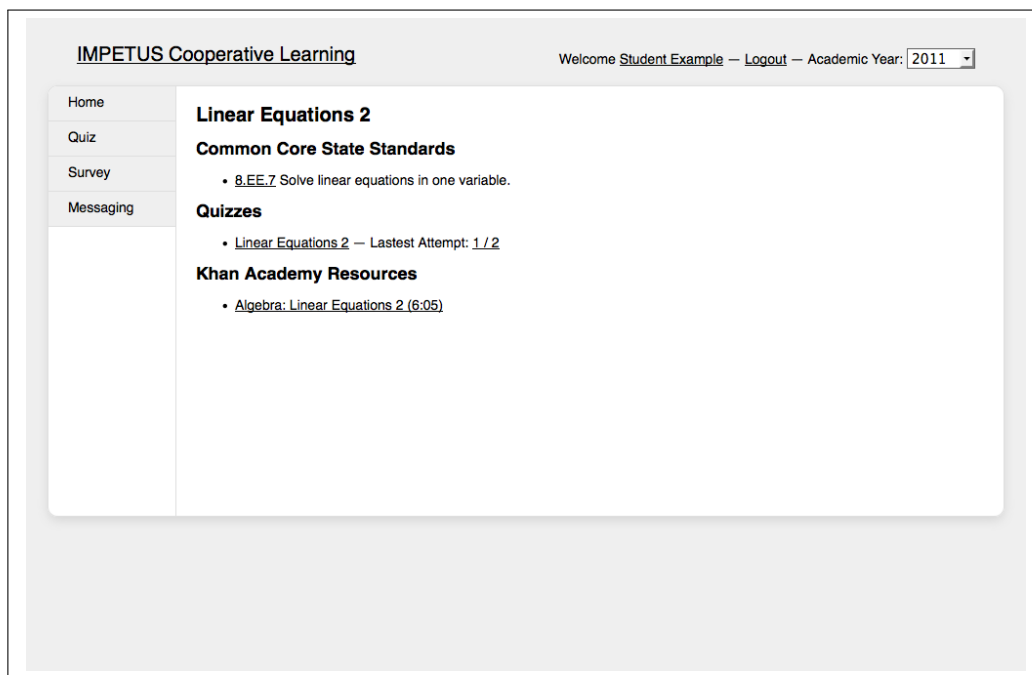 IMPETUS Cooperative Learning
Welcome Student Example — Logout — Academic Year: 2011
Home
Quiz
Survey
Messaging
Linear Equations 2
Common Core State Standards
• 8.EE.7 Solve linear equations in one variable.
Quizzes
• Linear Equations 2 — Lastest Attempt: 1 / 2
Khan Academy Resources
• Algebra: Linear Equations 2 (6:05)